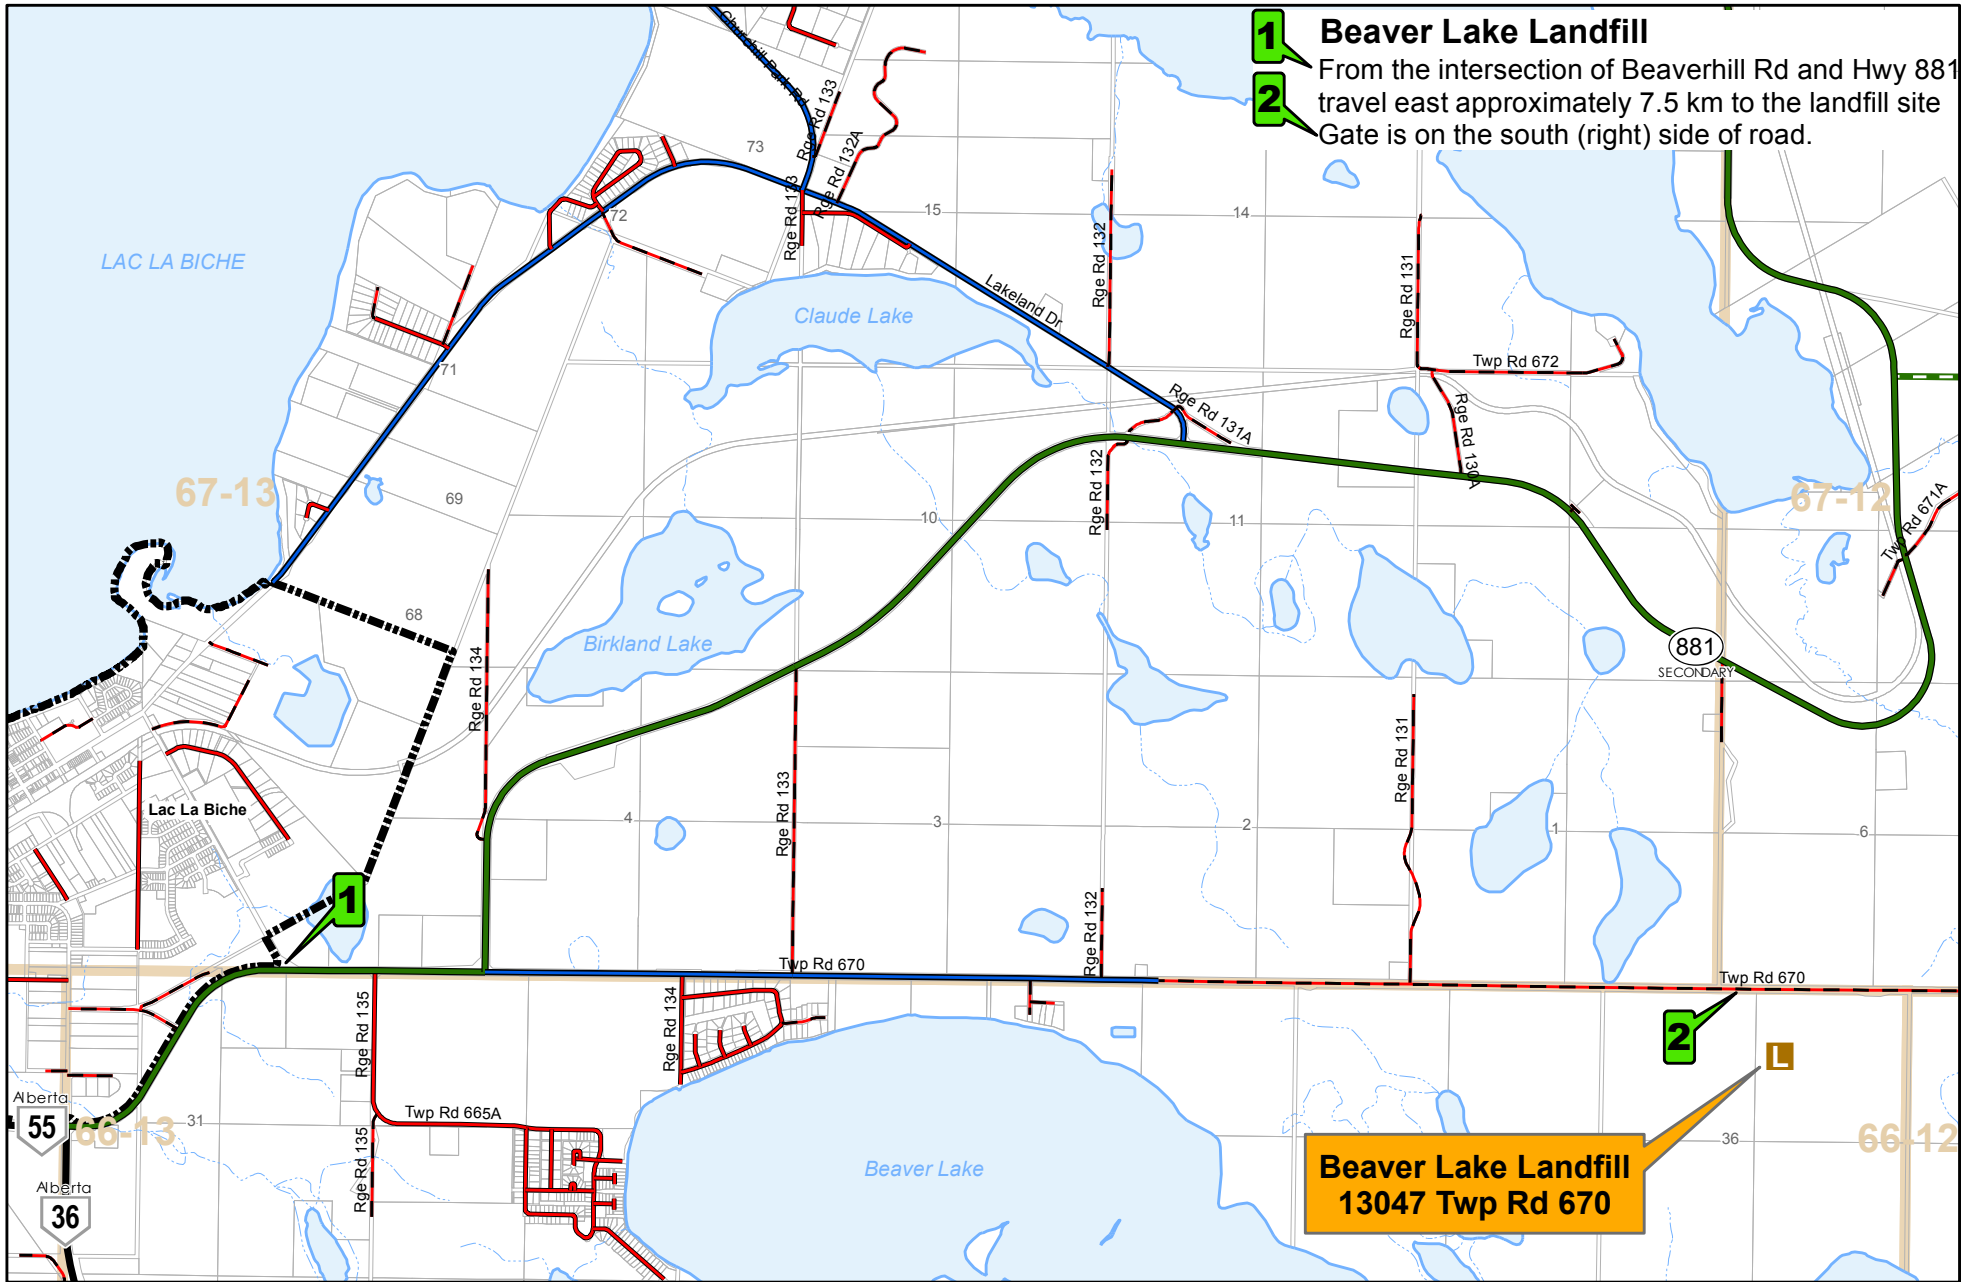 1 Beaver Lake Landfill
From the intersection of Beaverhill Rd and Hwy 881
2 travel east approximately 7.5 km to the landfill site
Gate is on the south (right) side of road.
Churchill Park Rd
Rge Rd 133
Rge Rd 132A
73
Rge Rd 133
72
15
14
Rge Rd 132
Rge Rd 131
LAC LA BICHE
Lakeland Dr
Claude Lake
71
Twp Rd 672
Rge Rd 131A
Rge Rd 130A
67-13
69
10
Rge Rd 132
11
67-12
Twp Rd 671A
68
Birkland Lake
Rge Rd 134
881
SECONDARY
Rge Rd 131
Rge Rd 133
Lac La Biche
4
3
2
1
6
1
Rge Rd 132
Twp Rd 670
Twp Rd 670
Rge Rd 135
Rge Rd 134
2
L
Alberta
55
66-13
31
Twp Rd 665A
36
66-12
Rge Rd 135
Beaver Lake
Beaver Lake Landfill
13047 Twp Rd 670
Alberta
36